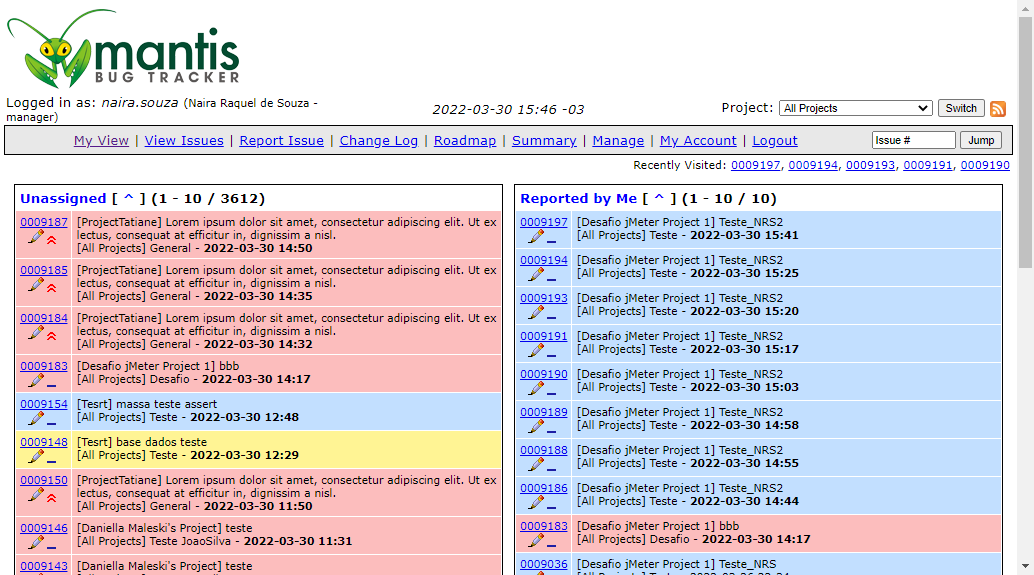 mantis
BUG TRACKER
Logged in as: naira.souza (Naira Raquel de Souza -
manager)
2022-03-30 15:46 -03
Project: All Projects Switch
My View | View Issues | Report Issue | Change Log | Roadmap | Summary | Manage | My Account | Logout
Issue # Jump
Recently Visited: 0009197, 0009194, 0009193, 0009191, 0009190
Unassigned [ ^ ] (1 - 10 / 3612)
0009187 [ProjectTatiane] Lorem ipsum dolor sit amet, consectetur adipiscing elit. Ut ex
lectus, consequat at efficitur in, dignissim a nisl.
[All Projects] General - 2022-03-30 14:50
0009185 [ProjectTatiane] Lorem ipsum dolor sit amet, consectetur adipiscing elit. Ut ex
lectus, consequat at efficitur in, dignissim a nisl.
[All Projects] General - 2022-03-30 14:35
0009184 [ProjectTatiane] Lorem ipsum dolor sit amet, consectetur adipiscing elit. Ut ex
lectus, consequat at efficitur in, dignissim a nisl.
[All Projects] General - 2022-03-30 14:32
0009183 [Desafio jMeter Project 1] bbb
[All Projects] Desafio - 2022-03-30 14:17
0009154 [Tesrt] massa teste assert
[All Projects] Teste - 2022-03-30 12:48
0009148 [Tesrt] base dados teste
[All Projects] Teste - 2022-03-30 12:29
0009150 [ProjectTatiane] Lorem ipsum dolor sit amet, consectetur adipiscing elit. Ut ex
lectus, consequat at efficitur in, dignissim a nisl.
[All Projects] General - 2022-03-30 11:50
0009146 [Daniella Maleski's Project] teste
[All Projects] Teste JoaoSilva - 2022-03-30 11:31
0009143 [Daniella Maleski's Project] teste
Reported by Me [ ^ ] (1 - 10 / 10)
0009197 [Desafio jMeter Project 1] Teste_NRS2
[All Projects] Teste - 2022-03-30 15:41
0009194 [Desafio jMeter Project 1] Teste_NRS2
[All Projects] Teste - 2022-03-30 15:25
0009193 [Desafio jMeter Project 1] Teste_NRS2
[All Projects] Teste - 2022-03-30 15:20
0009191 [Desafio jMeter Project 1] Teste_NRS2
[All Projects] Teste - 2022-03-30 15:17
0009190 [Desafio jMeter Project 1] Teste_NRS2
[All Projects] Teste - 2022-03-30 15:03
0009189 [Desafio jMeter Project 1] Teste_NRS2
[All Projects] Teste - 2022-03-30 14:58
0009188 [Desafio jMeter Project 1] Teste_NRS2
[All Projects] Teste - 2022-03-30 14:55
0009186 [Desafio jMeter Project 1] Teste_NRS2
[All Projects] Teste - 2022-03-30 14:44
0009183 [Desafio jMeter Project 1] bbb
[All Projects] Desafio - 2022-03-30 14:17
0009036 [Desafio jMeter Project 1] Teste_NRS